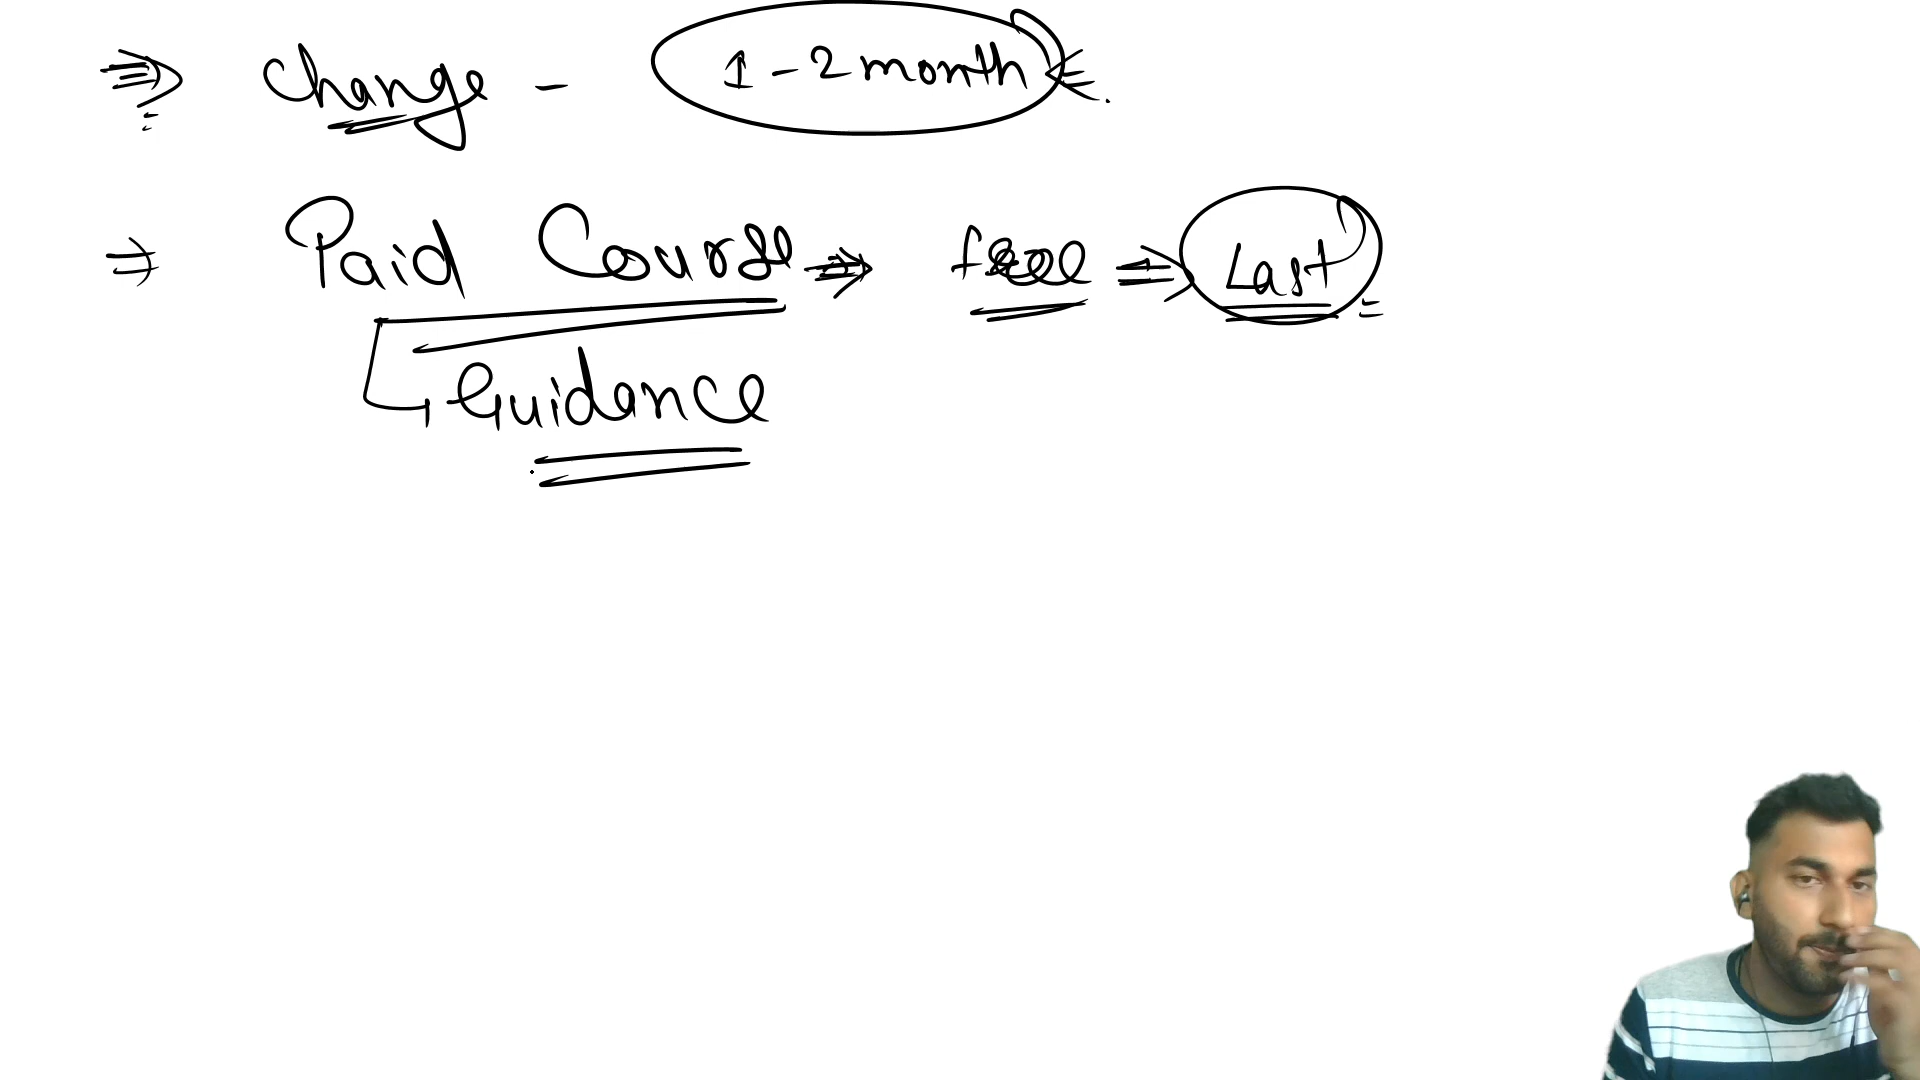 ⇒ change - 1-2 month
⇒ Paid Course ⇒ free ⇒ Last
↳ Guidance